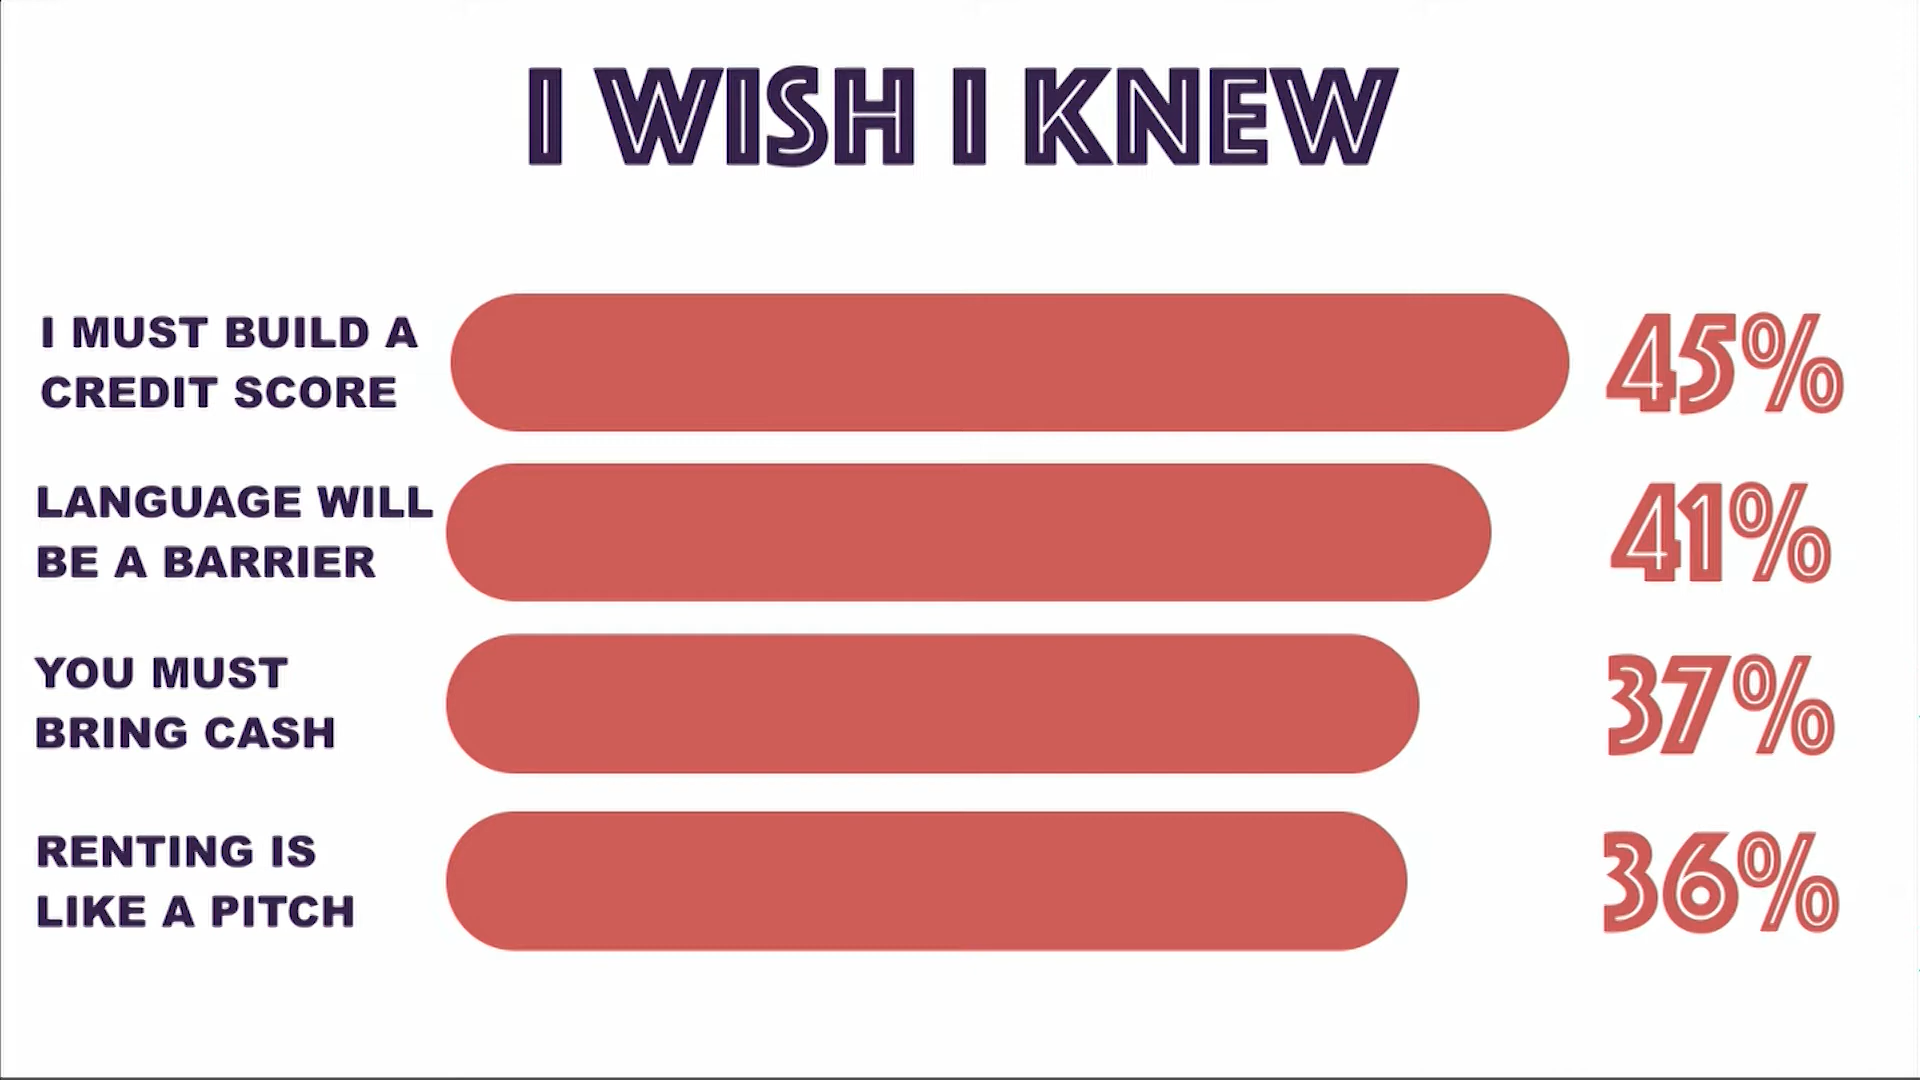 I WISH I KNEW
I MUST BUILD A
CREDIT SCORE
45%
LANGUAGE WILL
BE A BARRIER
41%
YOU MUST
BRING CASH
37%
RENTING IS
LIKE A PITCH
36%